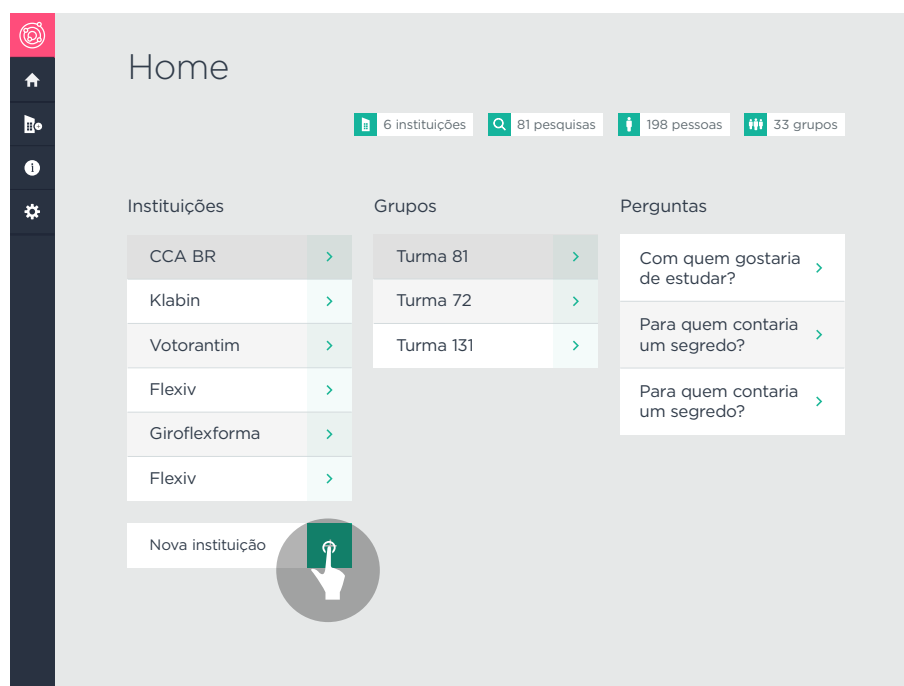 Home
6 instituições
81 pesquisas
198 pessoas
33 grupos
Instituições
CCA BR
Klabin
Votorantim
Flexiv
Giroflexforma
Flexiv
Nova instituição
Grupos
Turma 81
Turma 72
Turma 131
Perguntas
Com quem gostaria
de estudar?
Para quem contaria
um segredo?
Para quem contaria
um segredo?